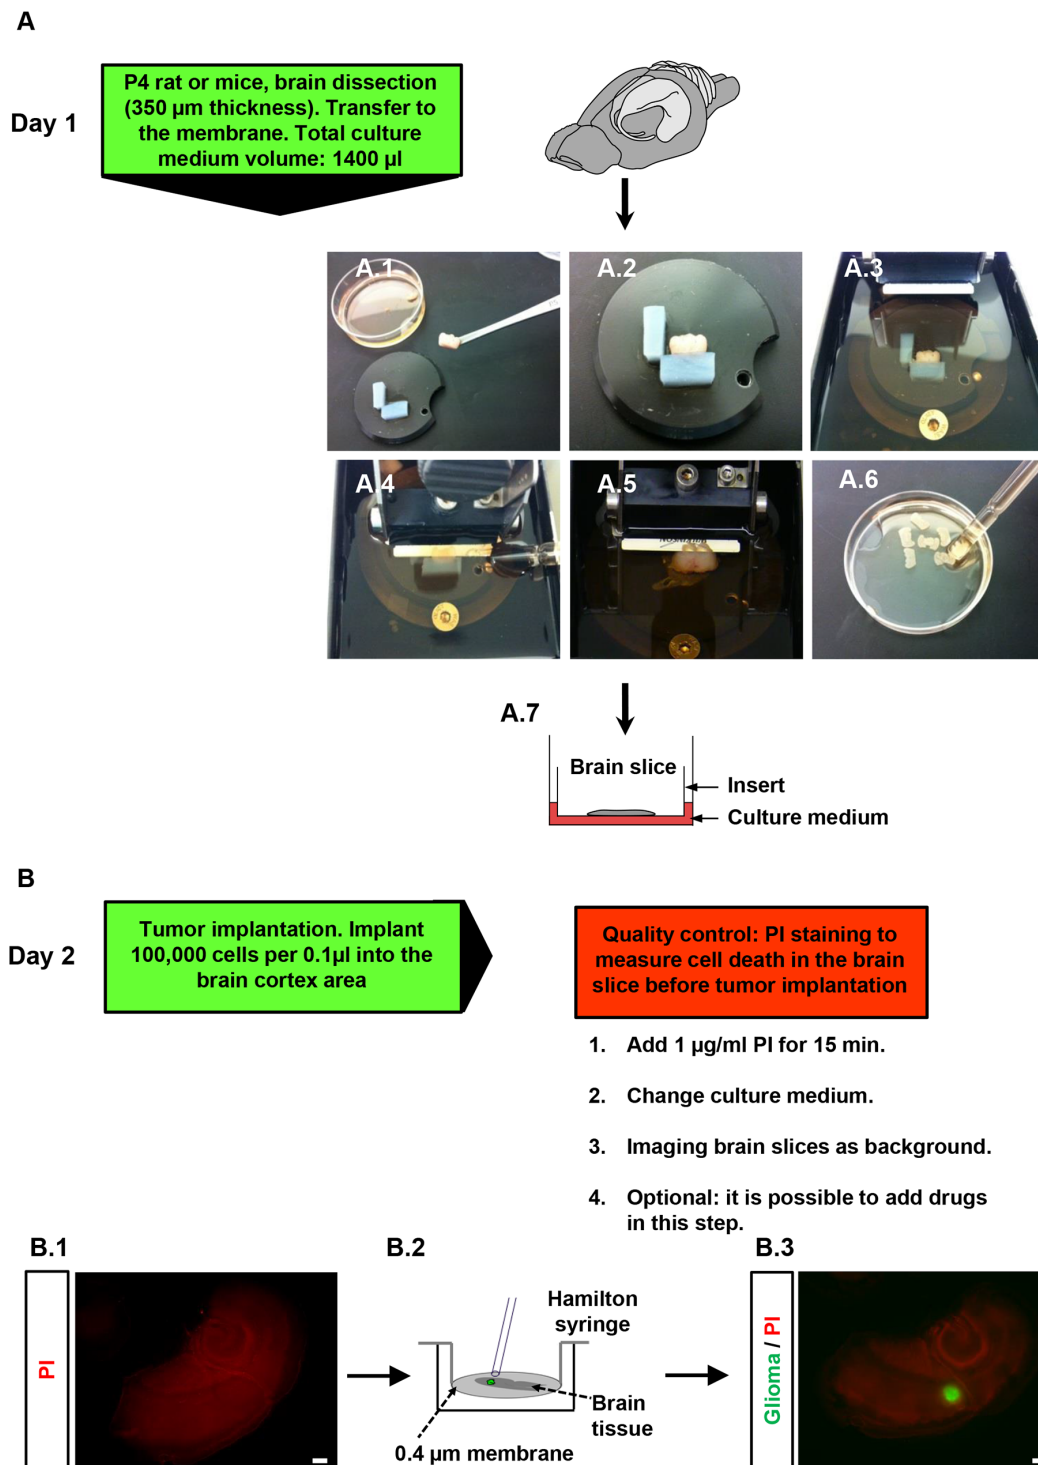 A
Day 1
P4 rat or mice, brain dissection
(350 µm thickness). Transfer to
the membrane. Total culture
medium volume: 1400 µl
A.1
A.2
A.3
A.4
A.5
A.6
A.7
Brain slice
Insert
Culture medium
B
Day 2
Tumor implantation. Implant
100,000 cells per 0.1µl into the
brain cortex area
Quality control: PI staining to
measure cell death in the brain
slice before tumor implantation
1. Add 1 µg/ml PI for 15 min.
2. Change culture medium.
3. Imaging brain slices as background.
4. Optional: it is possible to add drugs
in this step.
B.1
PI
B.2
Hamilton
syringe
Brain
tissue
0.4 µm membrane
B.3
Glioma / PI